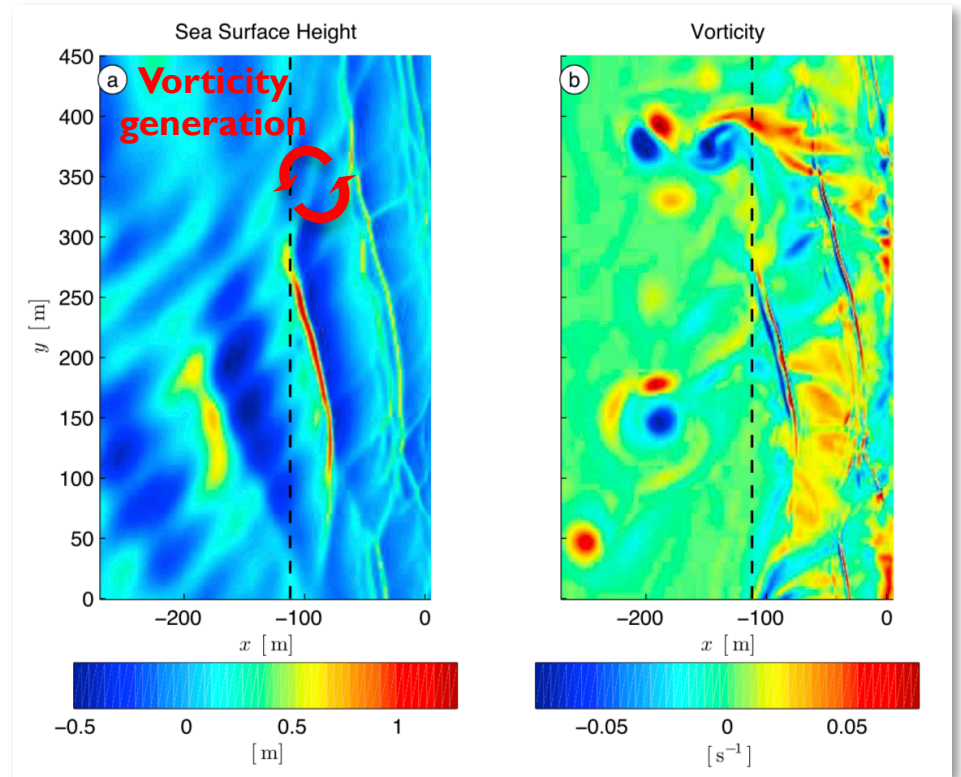 Sea Surface Height
Vorticity
a
Vorticity
generation
b
450
400
350
300
250
200
150
100
50
0
y [m]
−200
−100
0
x [m]
−200
−100
0
x [m]
−0.5
0
0.5
1
[m]
−0.05
0
0.05
[s⁻¹]